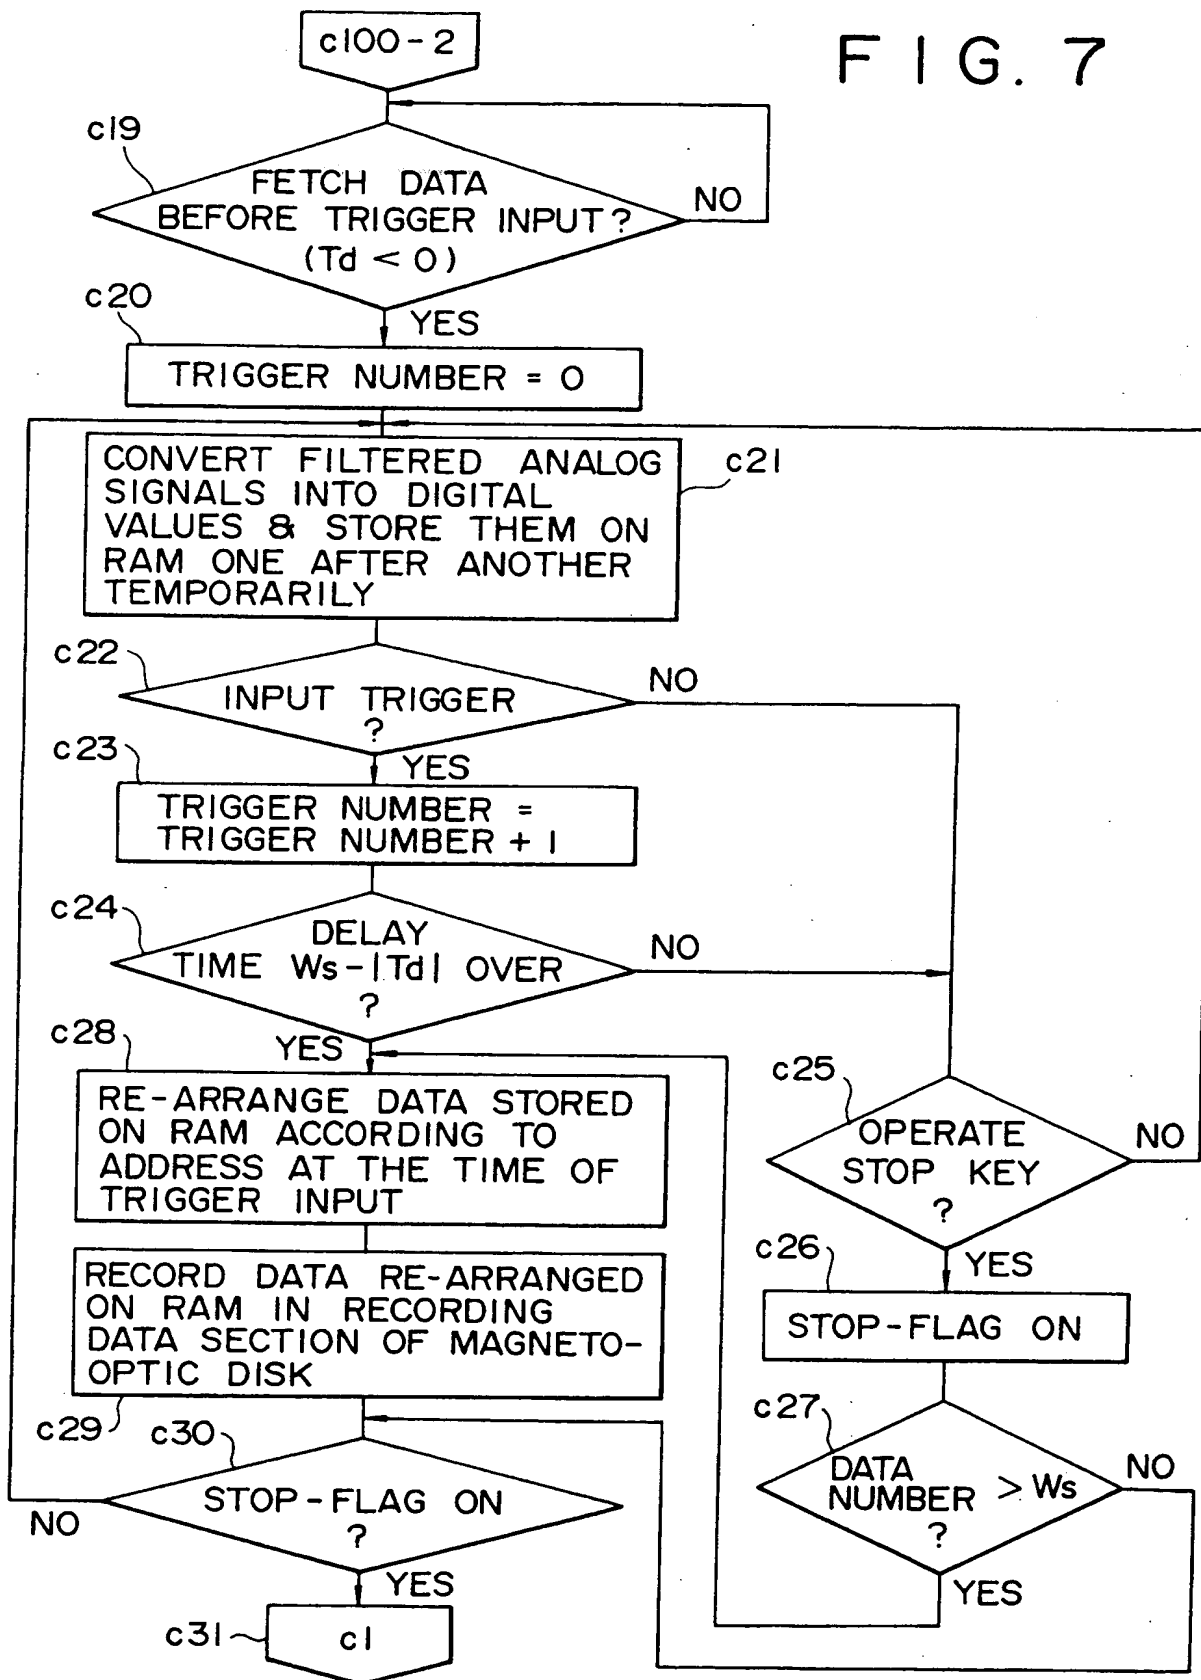 c100-2
FIG. 7
c19
FETCH DATA
BEFORE TRIGGER INPUT?
(Td < 0)
NO
c20
YES
TRIGGER NUMBER = 0
CONVERT FILTERED ANALOG
SIGNALS INTO DIGITAL
VALUES & STORE THEM ON
RAM ONE AFTER ANOTHER
TEMPORARILY
c21
c22
INPUT TRIGGER
?
NO
c23
YES
TRIGGER NUMBER =
TRIGGER NUMBER + 1
c24
DELAY
TIME Ws-|Td| OVER
?
NO
c28
YES
RE-ARRANGE DATA STORED
ON RAM ACCORDING TO
ADDRESS AT THE TIME OF
TRIGGER INPUT
c25
OPERATE
STOP KEY
?
NO
c26
YES
STOP-FLAG ON
RECORD DATA RE-ARRANGED
ON RAM IN RECORDING
DATA SECTION OF MAGNETO-
OPTIC DISK
c29
c27
DATA
NUMBER > Ws
?
NO
YES
c30
STOP-FLAG ON
?
NO
YES
c31
c1